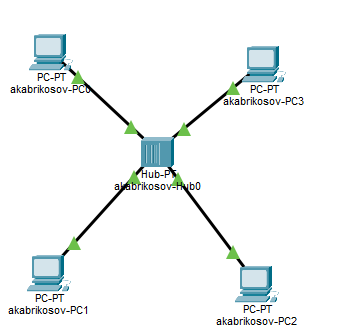 PC-PT
akabrikosov-PC0
PC-PT
akabrikosov-PC3
Hub-PT
akabrikosov-Hub0
PC-PT
akabrikosov-PC1
PC-PT
akabrikosov-PC2